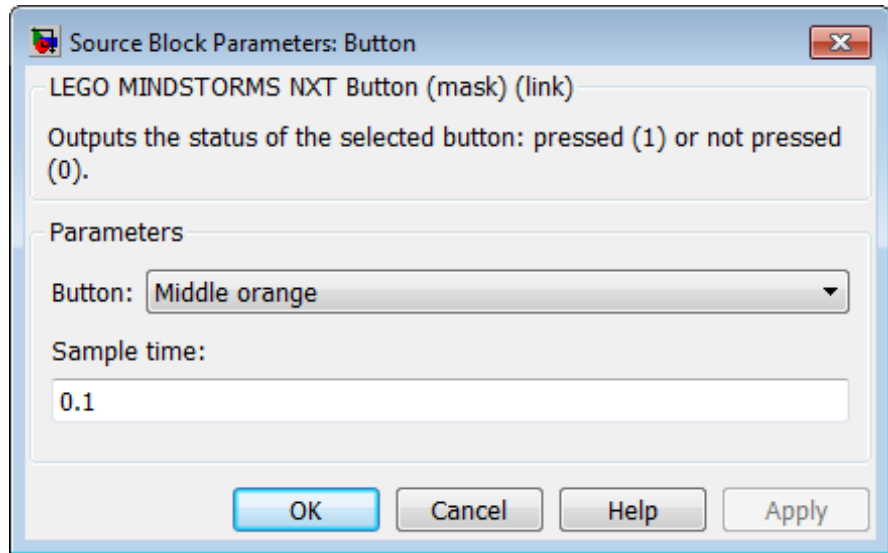 Source Block Parameters: Button
LEGO MINDSTORMS NXT Button (mask) (link)
Outputs the status of the selected button: pressed (1) or not pressed
(0).
Parameters
Button: Middle orange
Sample time:
0.1
OK Cancel Help Apply